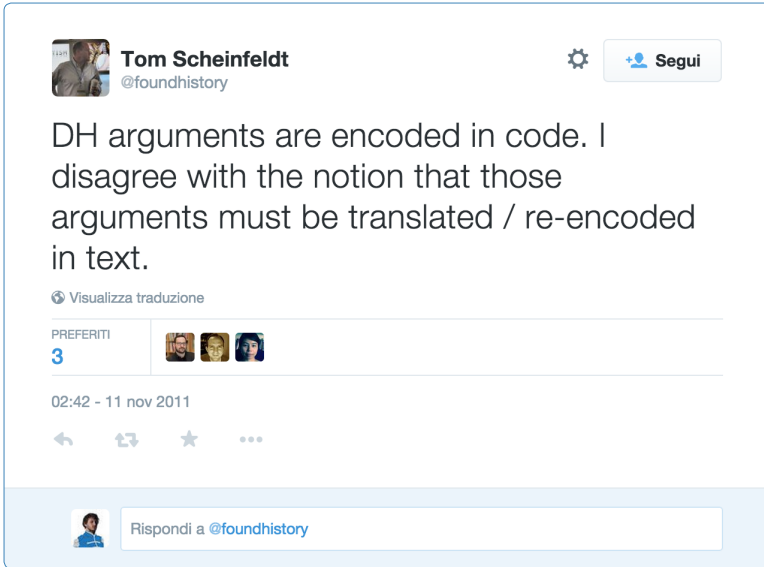 Tom Scheinfeldt
@foundhistory
Segui
DH arguments are encoded in code. I
disagree with the notion that those
arguments must be translated / re-encoded
in text.
Visualizza traduzione
PREFERITI
3
02:42 - 11 nov 2011
Rispondi a @foundhistory